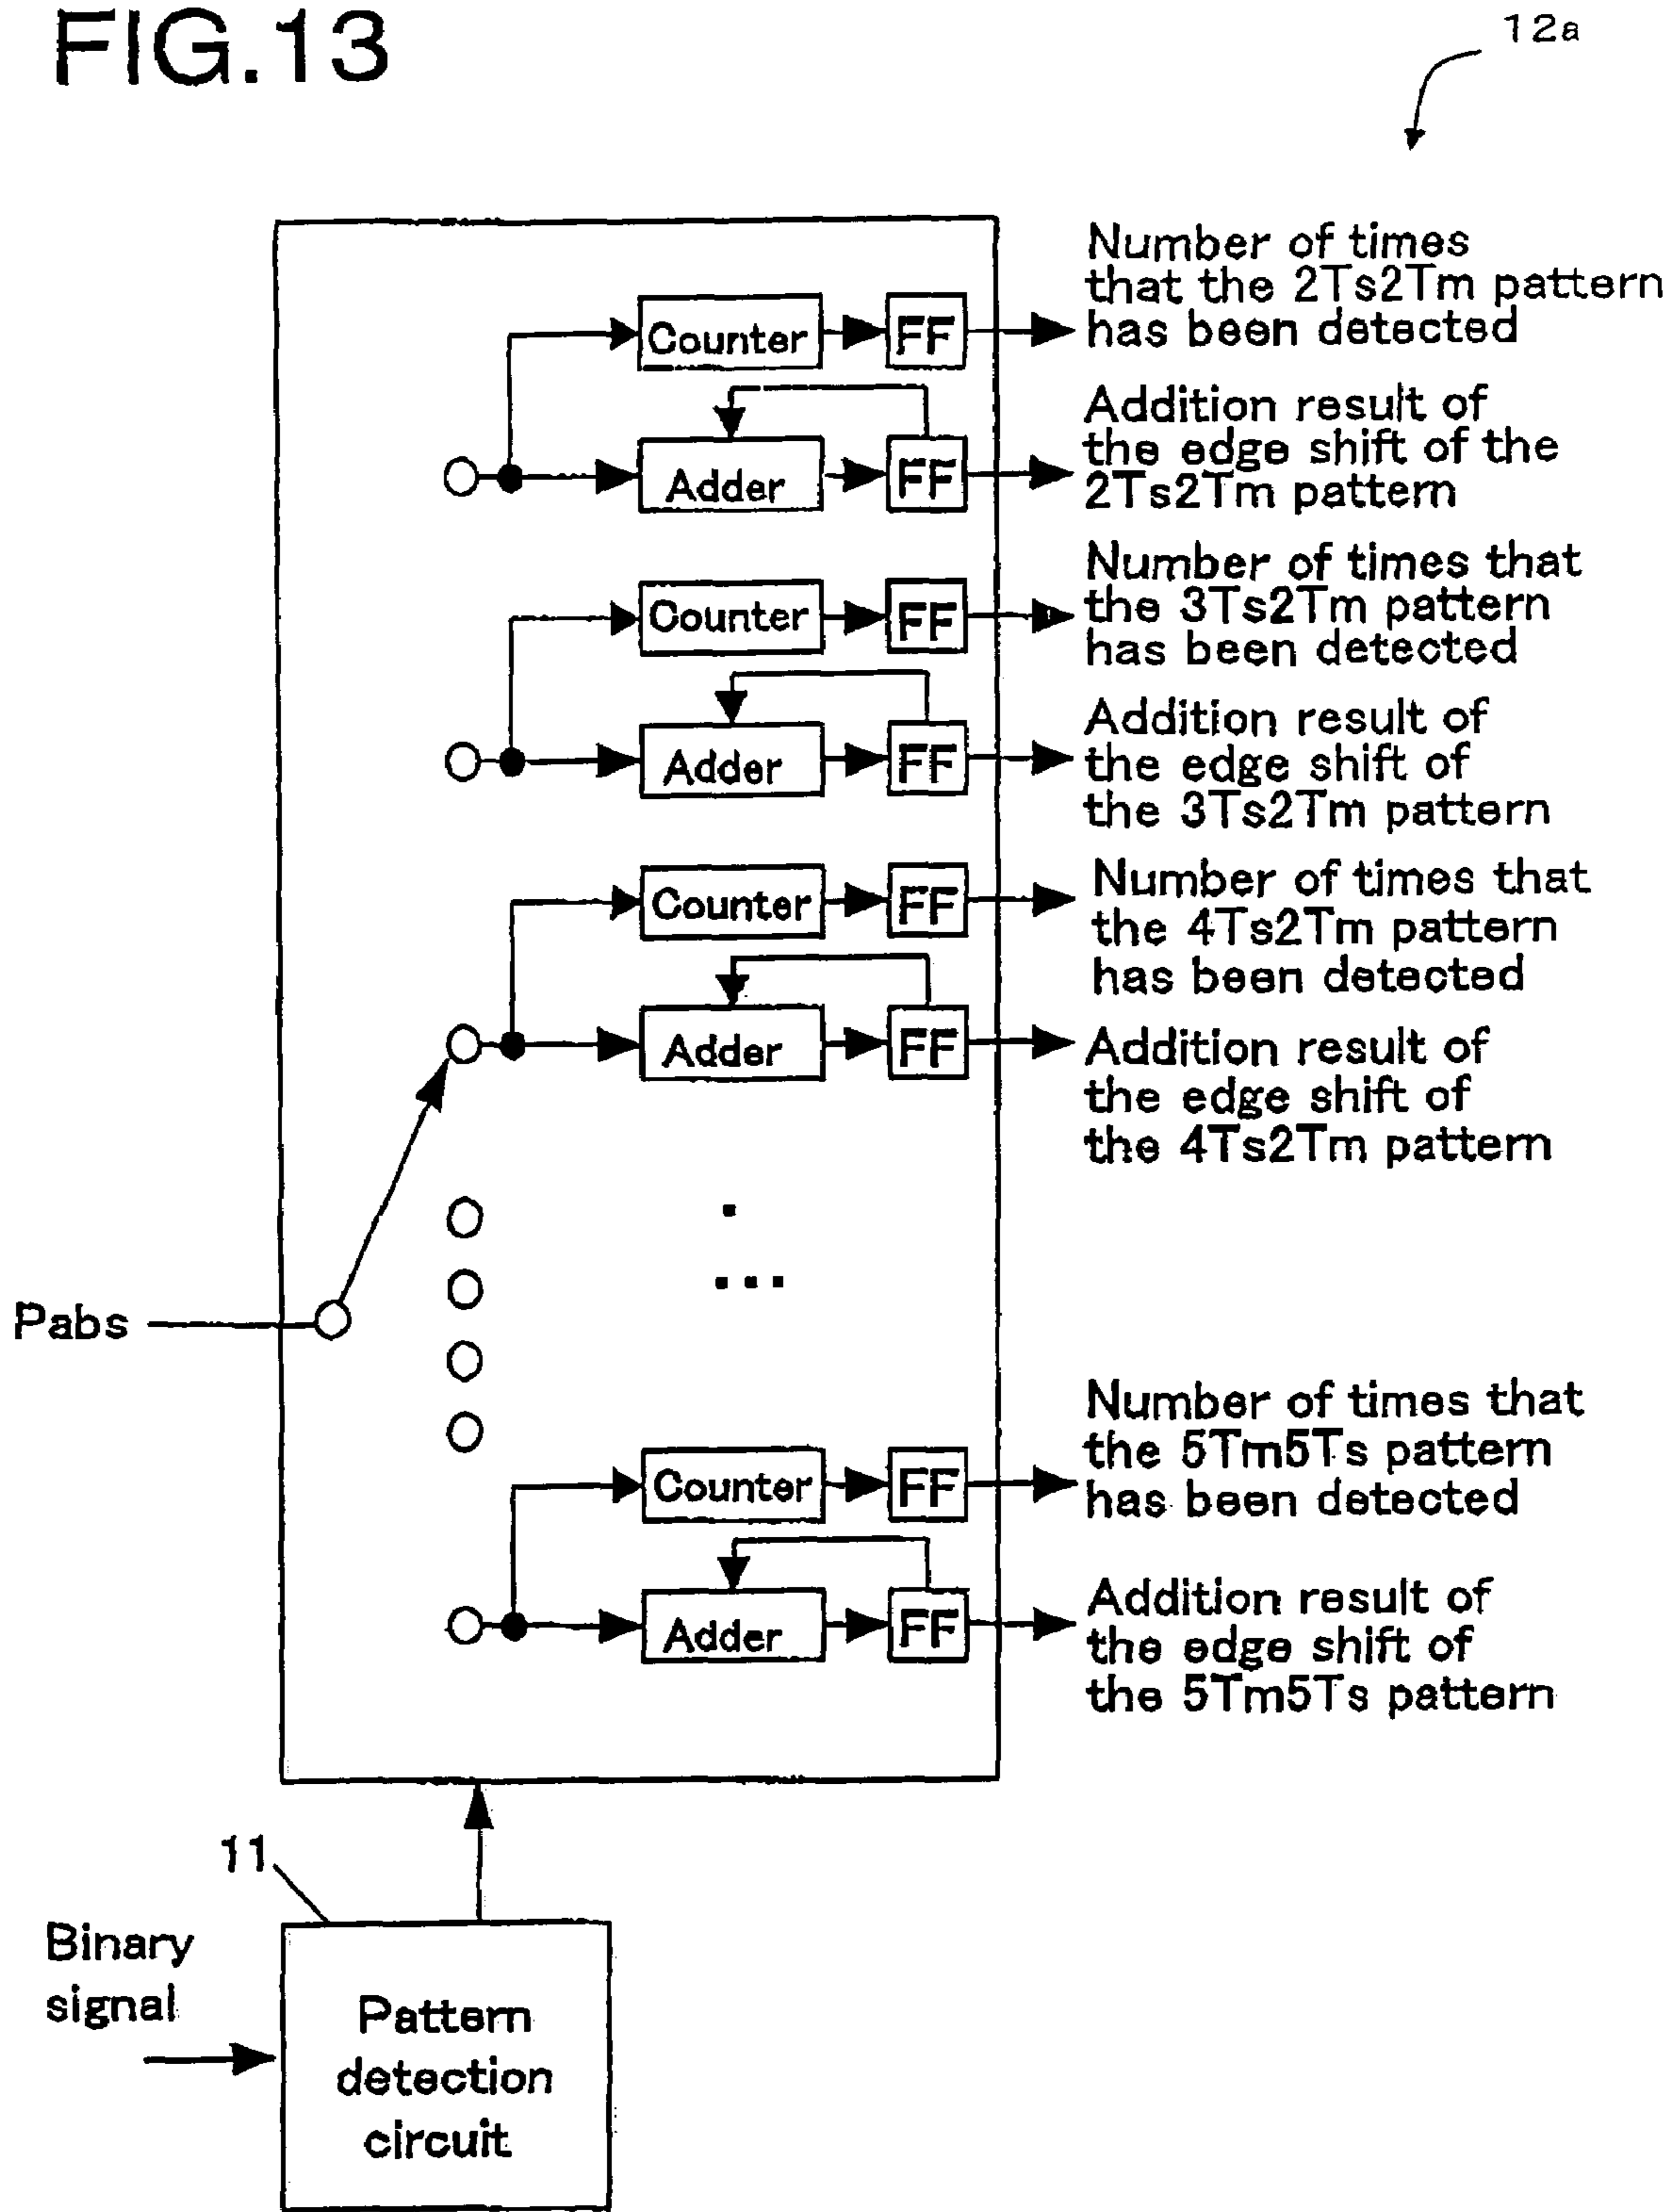 FIG.13
12a
Number of times
that the 2Ts2Tm pattern
has been detected
Counter
FF
Addition result of
the edge shift of the
2Ts2Tm pattern
Adder
FF
Number of times that
the 3Ts2Tm pattern
has been detected
Counter
FF
Addition result of
the edge shift of
the 3Ts2Tm pattern
Adder
FF
Number of times that
the 4Ts2Tm pattern
has been detected
Counter
FF
Addition result of
the edge shift of
the 4Ts2Tm pattern
Adder
FF
Pabs
Number of times that
the 5Tm5Ts pattern
has been detected
Counter
FF
Addition result of
the edge shift of
the 5Tm5Ts pattern
Adder
FF
11
Binary
signal
Pattern
detection
circuit